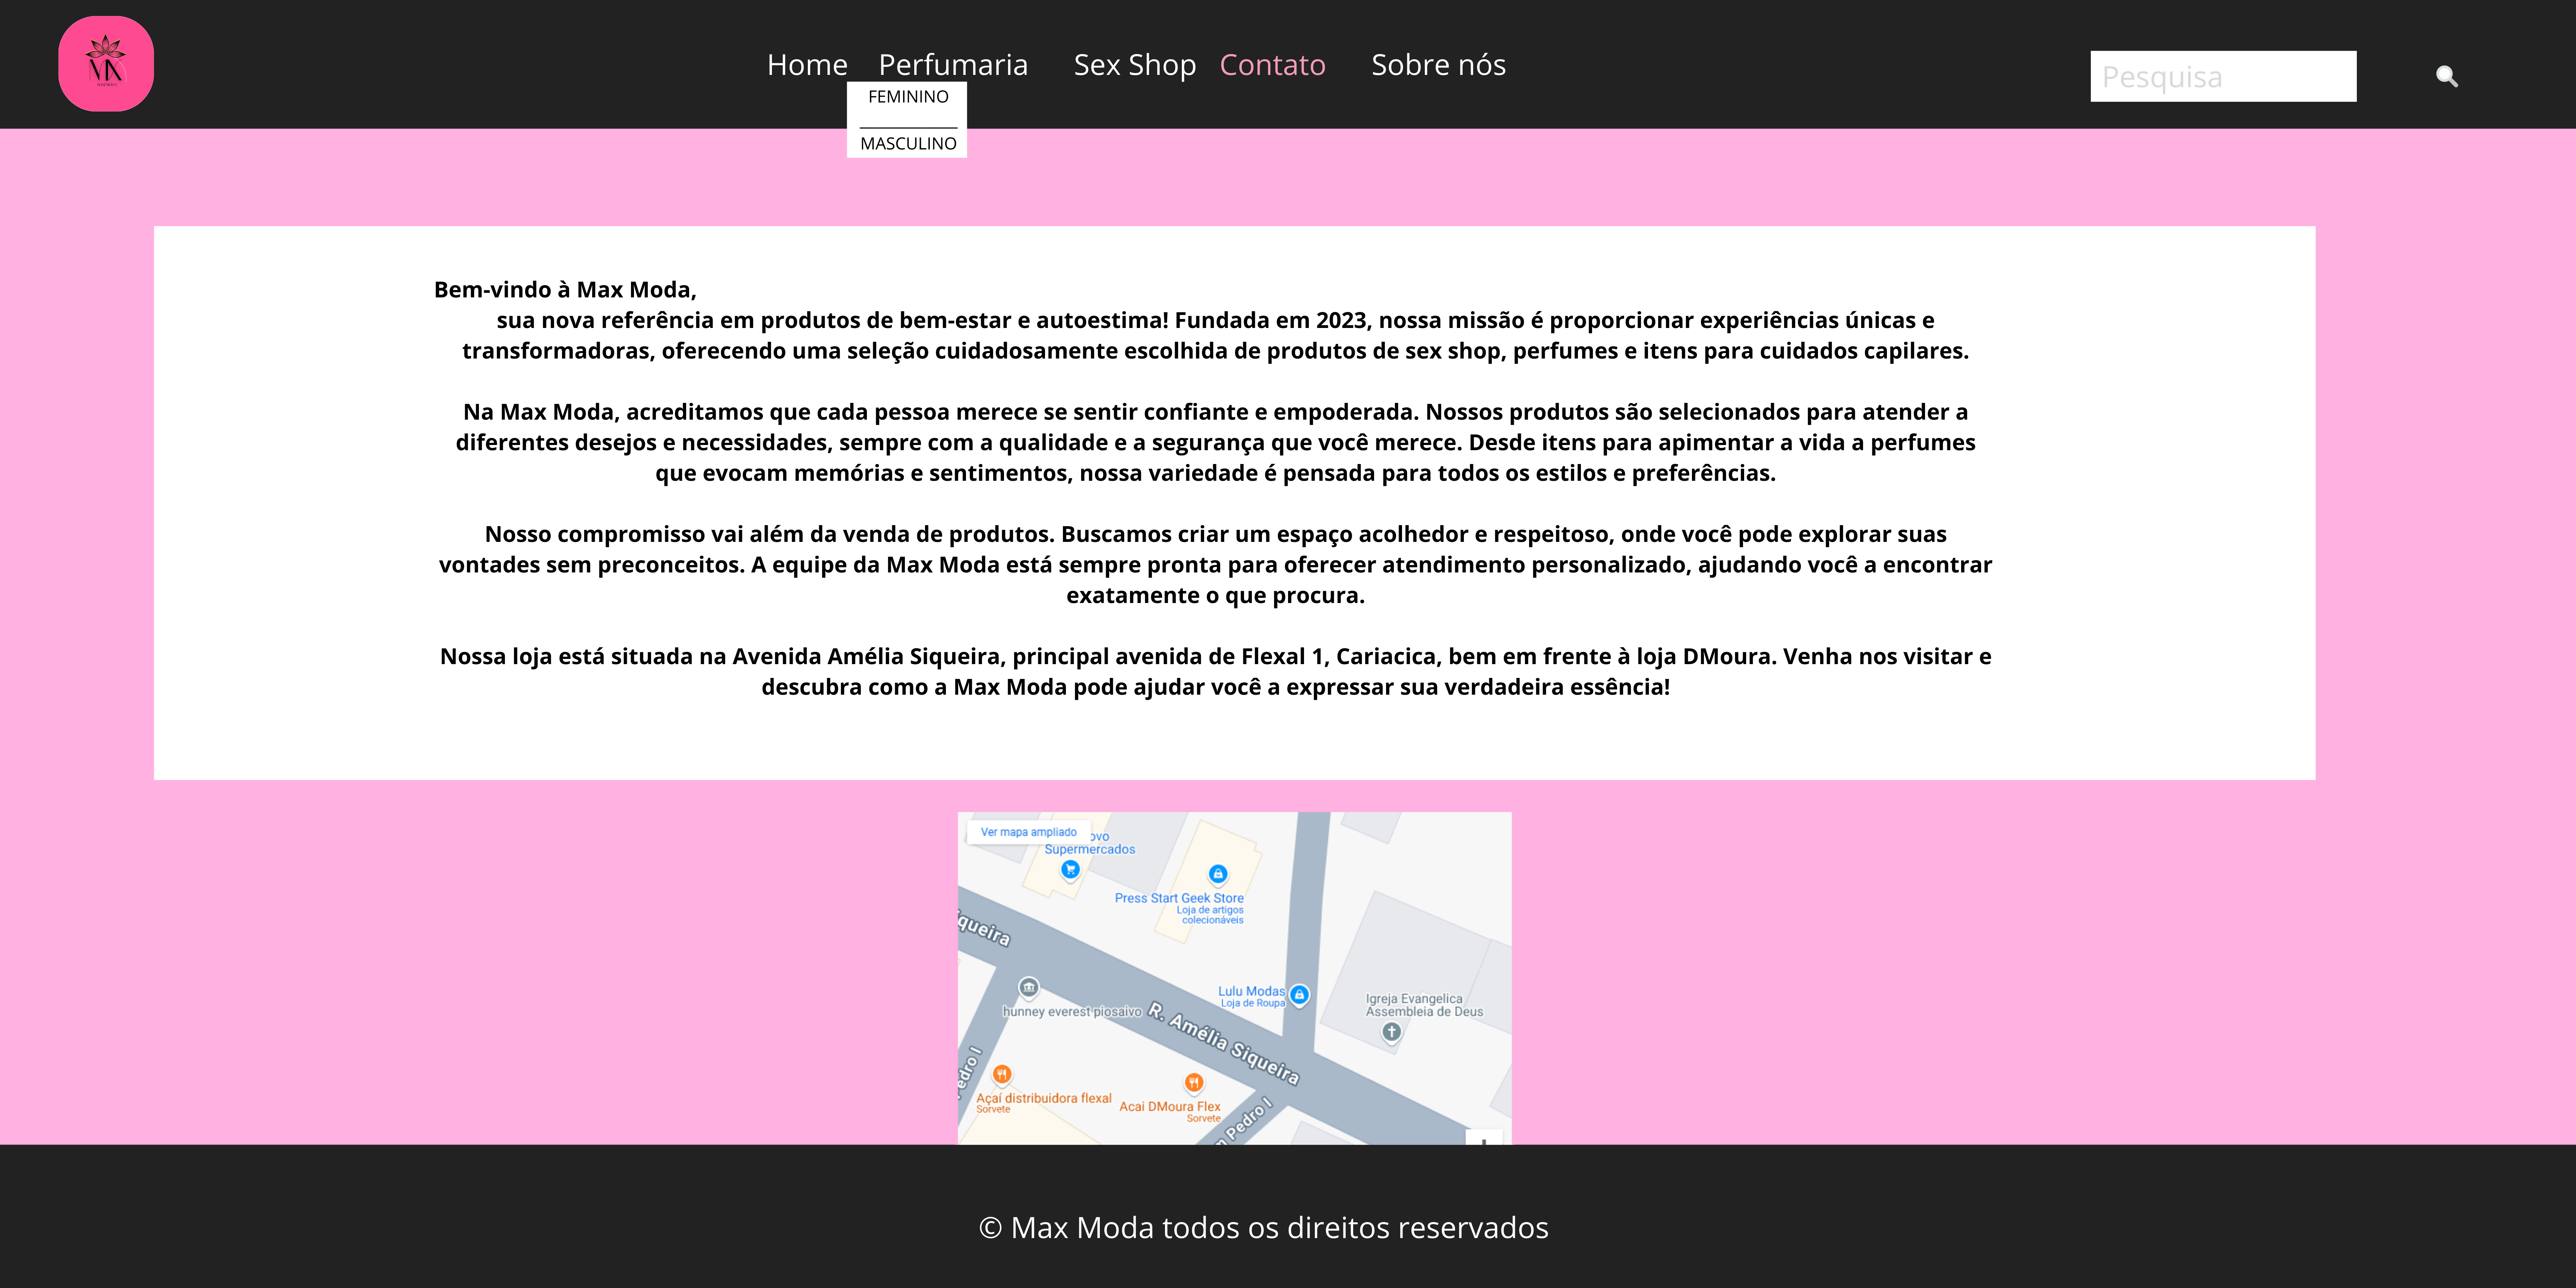 Home Perfumaria Sex Shop Contato Sobre nós
Pesquisa
FEMININO
MASCULINO
Bem-vindo à Max Moda,
sua nova referência em produtos de bem-estar e autoestima! Fundada em 2023, nossa missão é proporcionar experiências únicas e
transformadoras, oferecendo uma seleção cuidadosamente escolhida de produtos de sex shop, perfumes e itens para cuidados capilares.
Na Max Moda, acreditamos que cada pessoa merece se sentir confiante e empoderada. Nossos produtos são selecionados para atender a
diferentes desejos e necessidades, sempre com a qualidade e a segurança que você merece. Desde itens para apimentar a vida a perfumes
que evocam memórias e sentimentos, nossa variedade é pensada para todos os estilos e preferências.
Nosso compromisso vai além da venda de produtos. Buscamos criar um espaço acolhedor e respeitoso, onde você pode explorar suas
vontades sem preconceitos. A equipe da Max Moda está sempre pronta para oferecer atendimento personalizado, ajudando você a encontrar
exatamente o que procura.
Nossa loja está situada na Avenida Amélia Siqueira, principal avenida de Flexal 1, Cariacica, bem em frente à loja DMoura. Venha nos visitar e
descubra como a Max Moda pode ajudar você a expressar sua verdadeira essência!
Ver mapa ampliado
ovo
Supermercados
Press Start Geek Store
Loja de artigos
colecionáveis
queira
Lulu Modas
Loja de Roupa
Igreja Evangelica
Assembleia de Deus
hunney everest piosaivo
R. Amélia Siqueira
edro I
Açaí distribuidora flexal
Sorvete
Acai DMoura Flex
Sorvete
Pedro I
© Max Moda todos os direitos reservados